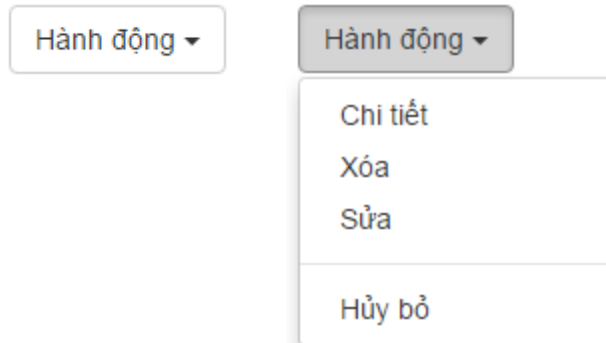 Hành động
Hành động
Chi tiết
Xóa
Sửa
Hủy bỏ